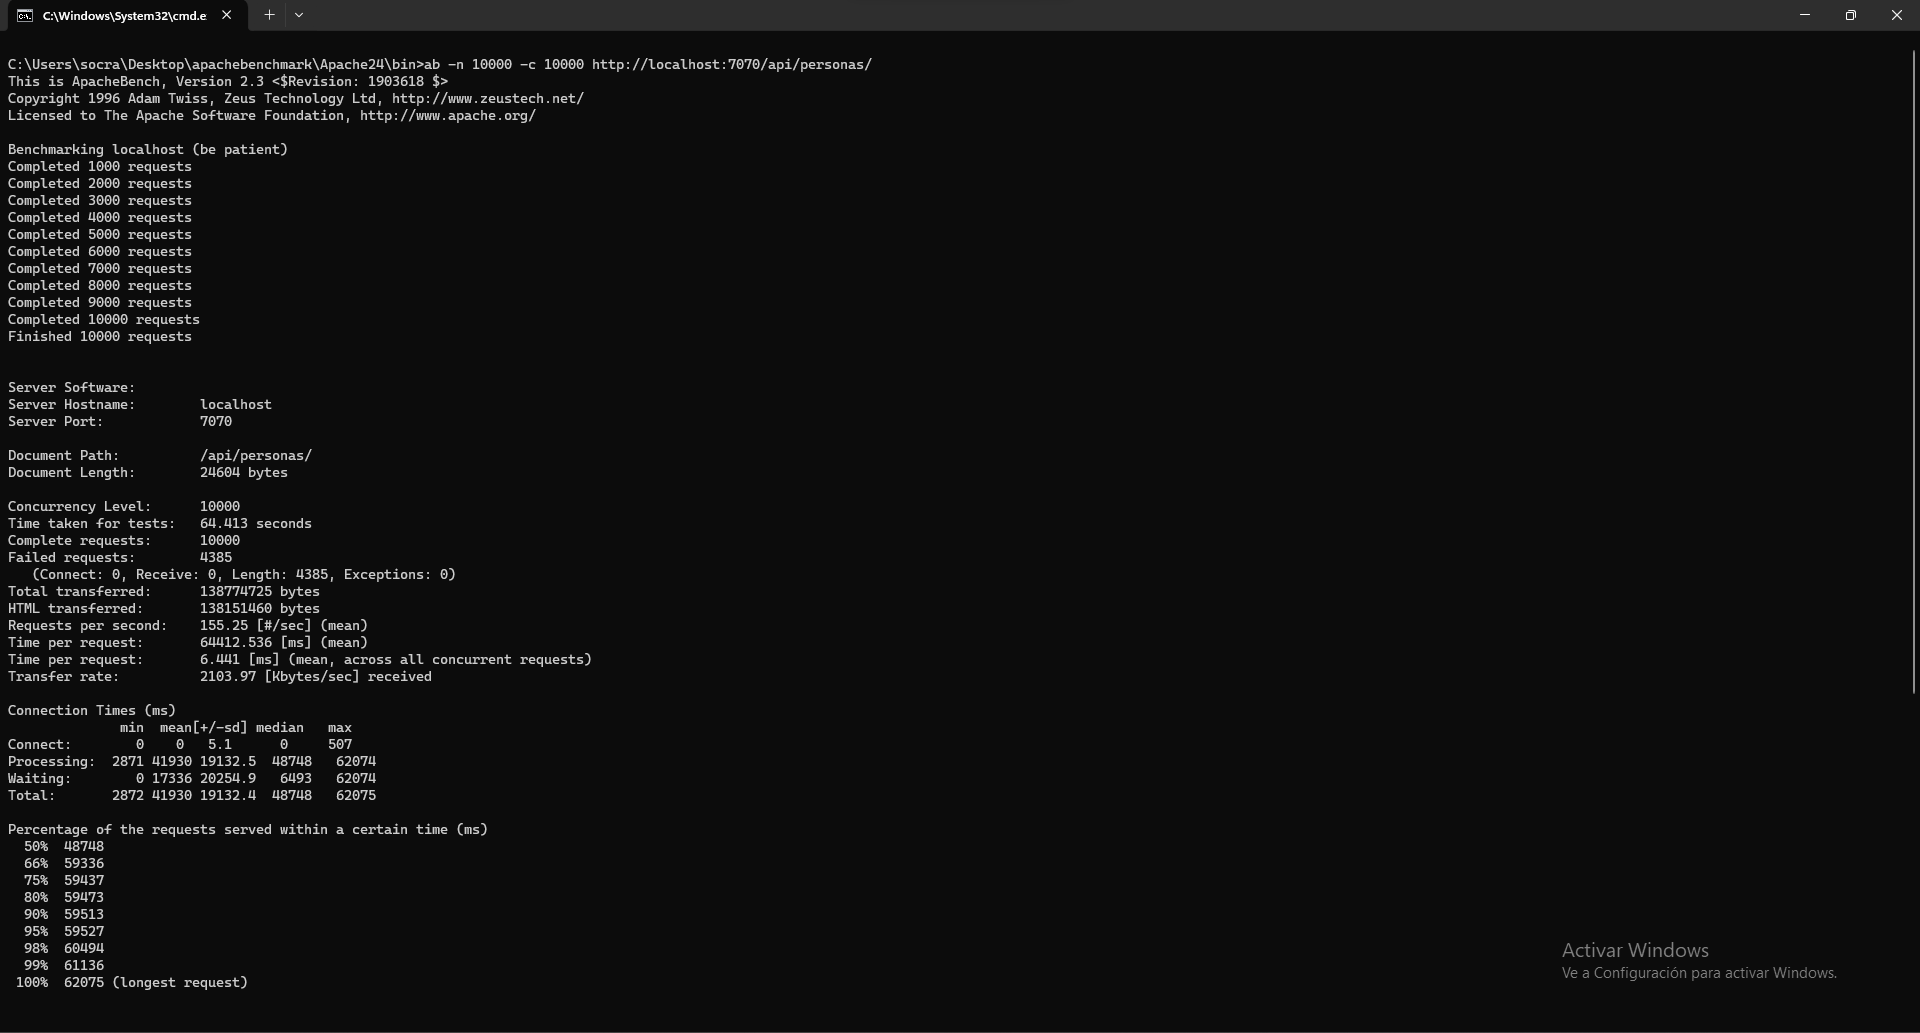 C:\Windows\System32\cmd.e
C:\Users\socra\Desktop\apachebenchmark\Apache24\bin>ab -n 10000 -c 10000 http://localhost:7070/api/personas/
This is ApacheBench, Version 2.3 <$Revision: 1903618 $>
Copyright 1996 Adam Twiss, Zeus Technology Ltd, http://www.zeustech.net/
Licensed to The Apache Software Foundation, http://www.apache.org/

Benchmarking localhost (be patient)
Completed 1000 requests
Completed 2000 requests
Completed 3000 requests
Completed 4000 requests
Completed 5000 requests
Completed 6000 requests
Completed 7000 requests
Completed 8000 requests
Completed 9000 requests
Completed 10000 requests
Finished 10000 requests

Server Software:
Server Hostname:        localhost
Server Port:            7070

Document Path:          /api/personas/
Document Length:        24604 bytes

Concurrency Level:      10000
Time taken for tests:   64.413 seconds
Complete requests:      10000
Failed requests:        4385
   (Connect: 0, Receive: 0, Length: 4385, Exceptions: 0)
Total transferred:      138774725 bytes
HTML transferred:       138151460 bytes
Requests per second:    155.25 [#/sec] (mean)
Time per request:       64412.536 [ms] (mean)
Time per request:       6.441 [ms] (mean, across all concurrent requests)
Transfer rate:          2103.97 [Kbytes/sec] received

Connection Times (ms)
              min  mean[+/-sd] median   max
Connect:        0    0   5.1      0     507
Processing:  2871 41930 19132.5  48748   62074
Waiting:        0 17336 20254.9   6493   62074
Total:       2872 41930 19132.4  48748   62075

Percentage of the requests served within a certain time (ms)
  50%  48748
  66%  59336
  75%  59437
  80%  59473
  90%  59513
  95%  59527
  98%  60494
  99%  61136
 100%  62075 (longest request)
Activar Windows
Ve a Configuración para activar Windows.